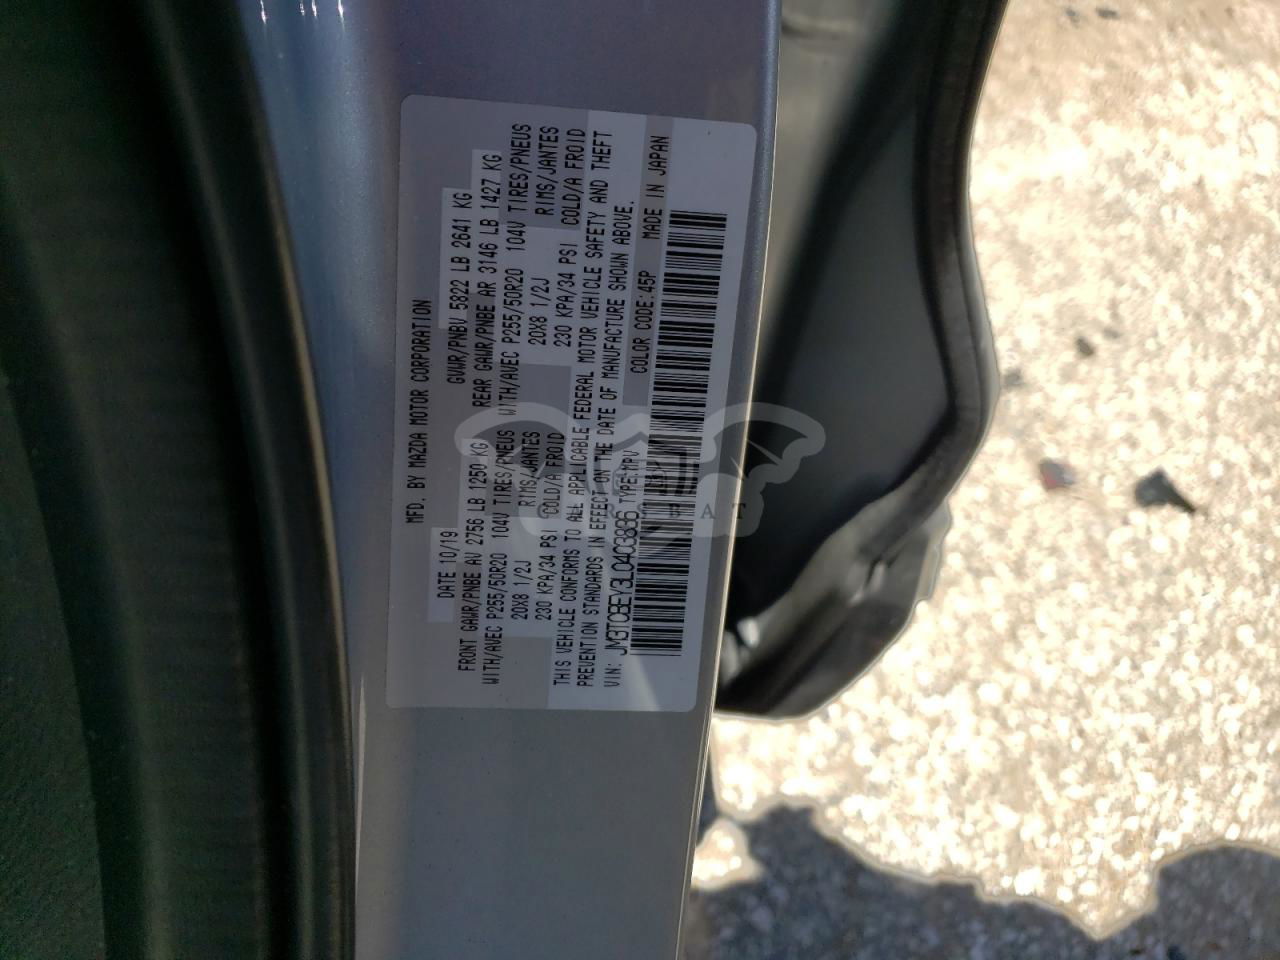 MFD. BY MAZDA MOTOR CORPORATION
DATE 10/19 GVWR/PNBV 5822 LB 2641 KG
FRONT GAWR/PNBE AV 2756 LB 1250 KG REAR GAWR/PNBE AR 3146 LB 1427 KG
WITH/AVEC P255/50R20 104V TIRES/PNEUS WITH/AVEC P255/50R20 104V TIRES/PNEUS
20X8 1/2J RIMS/JANTES 20X8 1/2J RIMS/JANTES
230 KPA/34 PSI COLD/A FROID 230 KPA/34 PSI COLD/A FROID
THIS VEHICLE CONFORMS TO ALL APPLICABLE FEDERAL MOTOR VEHICLE SAFETY AND THEFT
PREVENTION STANDARDS IN EFFECT ON THE DATE OF MANUFACTURE SHOWN ABOVE.
VIN: JM3TCBEY3L0403836 TYPE:MPV COLOR CODE:45P MADE IN JAPAN
CARSBAT